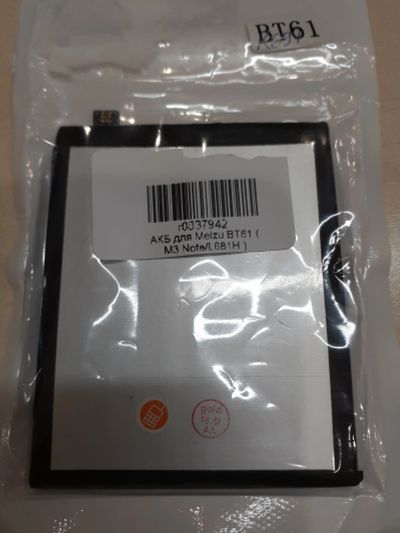 BT61
r0037942
АКБ для Meizu BT61 (
M3 Note/L681H )
gold